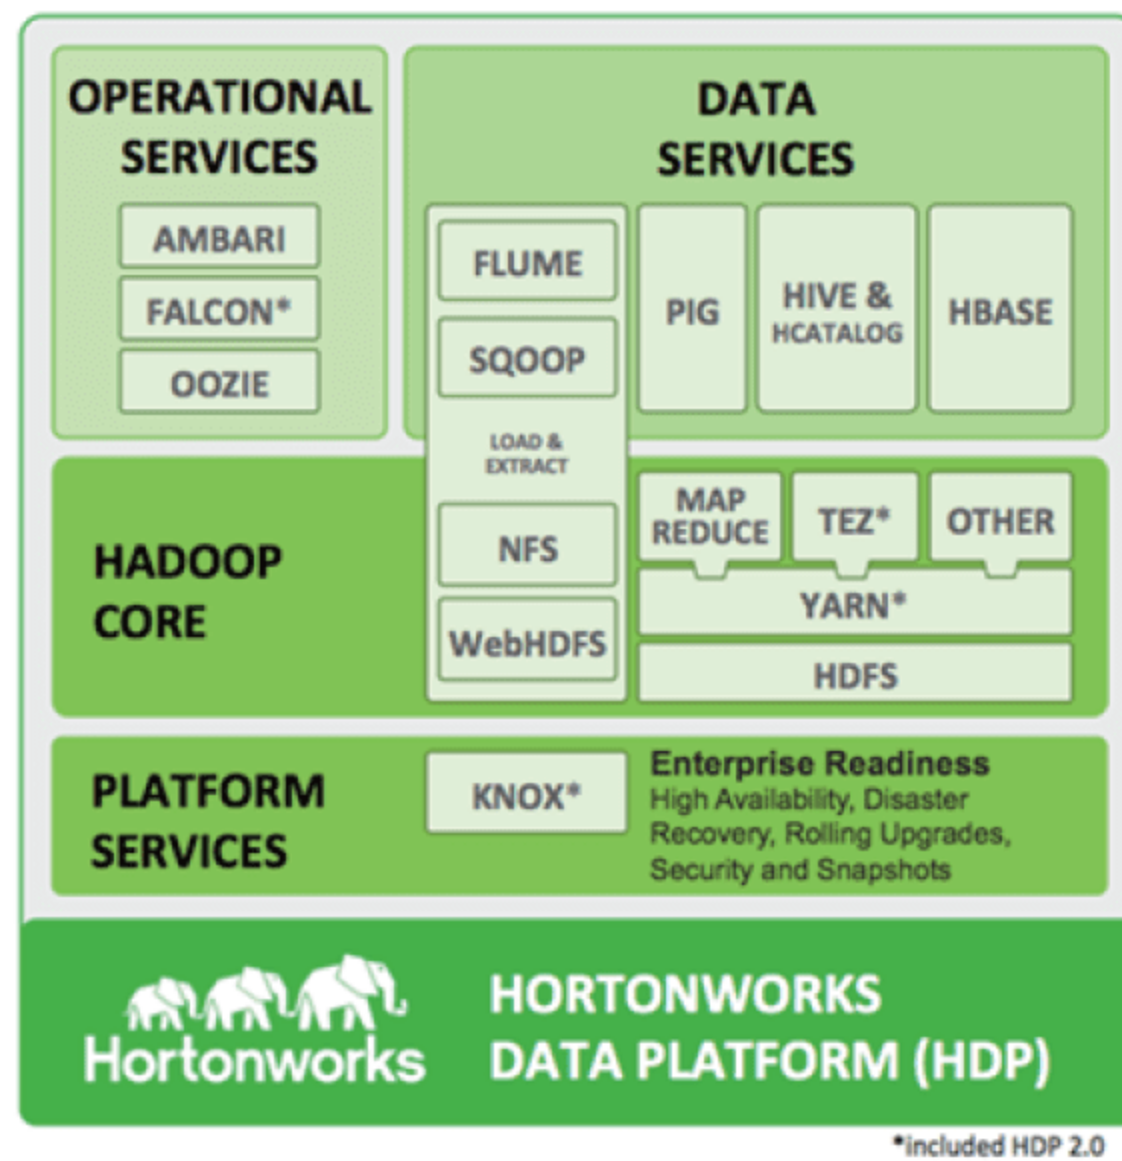 OPERATIONAL
SERVICES
AMBARI
FALCON*
OOZIE
DATA
SERVICES
FLUME
SQOOP
LOAD &
EXTRACT
NFS
WebHDFS
PIG
HIVE &
HCATALOG
HBASE
HADOOP
CORE
MAP
REDUCE
TEZ*
OTHER
YARN*
HDFS
PLATFORM
SERVICES
KNOX*
Enterprise Readiness
High Availability, Disaster
Recovery, Rolling Upgrades,
Security and Snapshots
Hortonworks
HORTONWORKS
DATA PLATFORM (HDP)
*included HDP 2.0